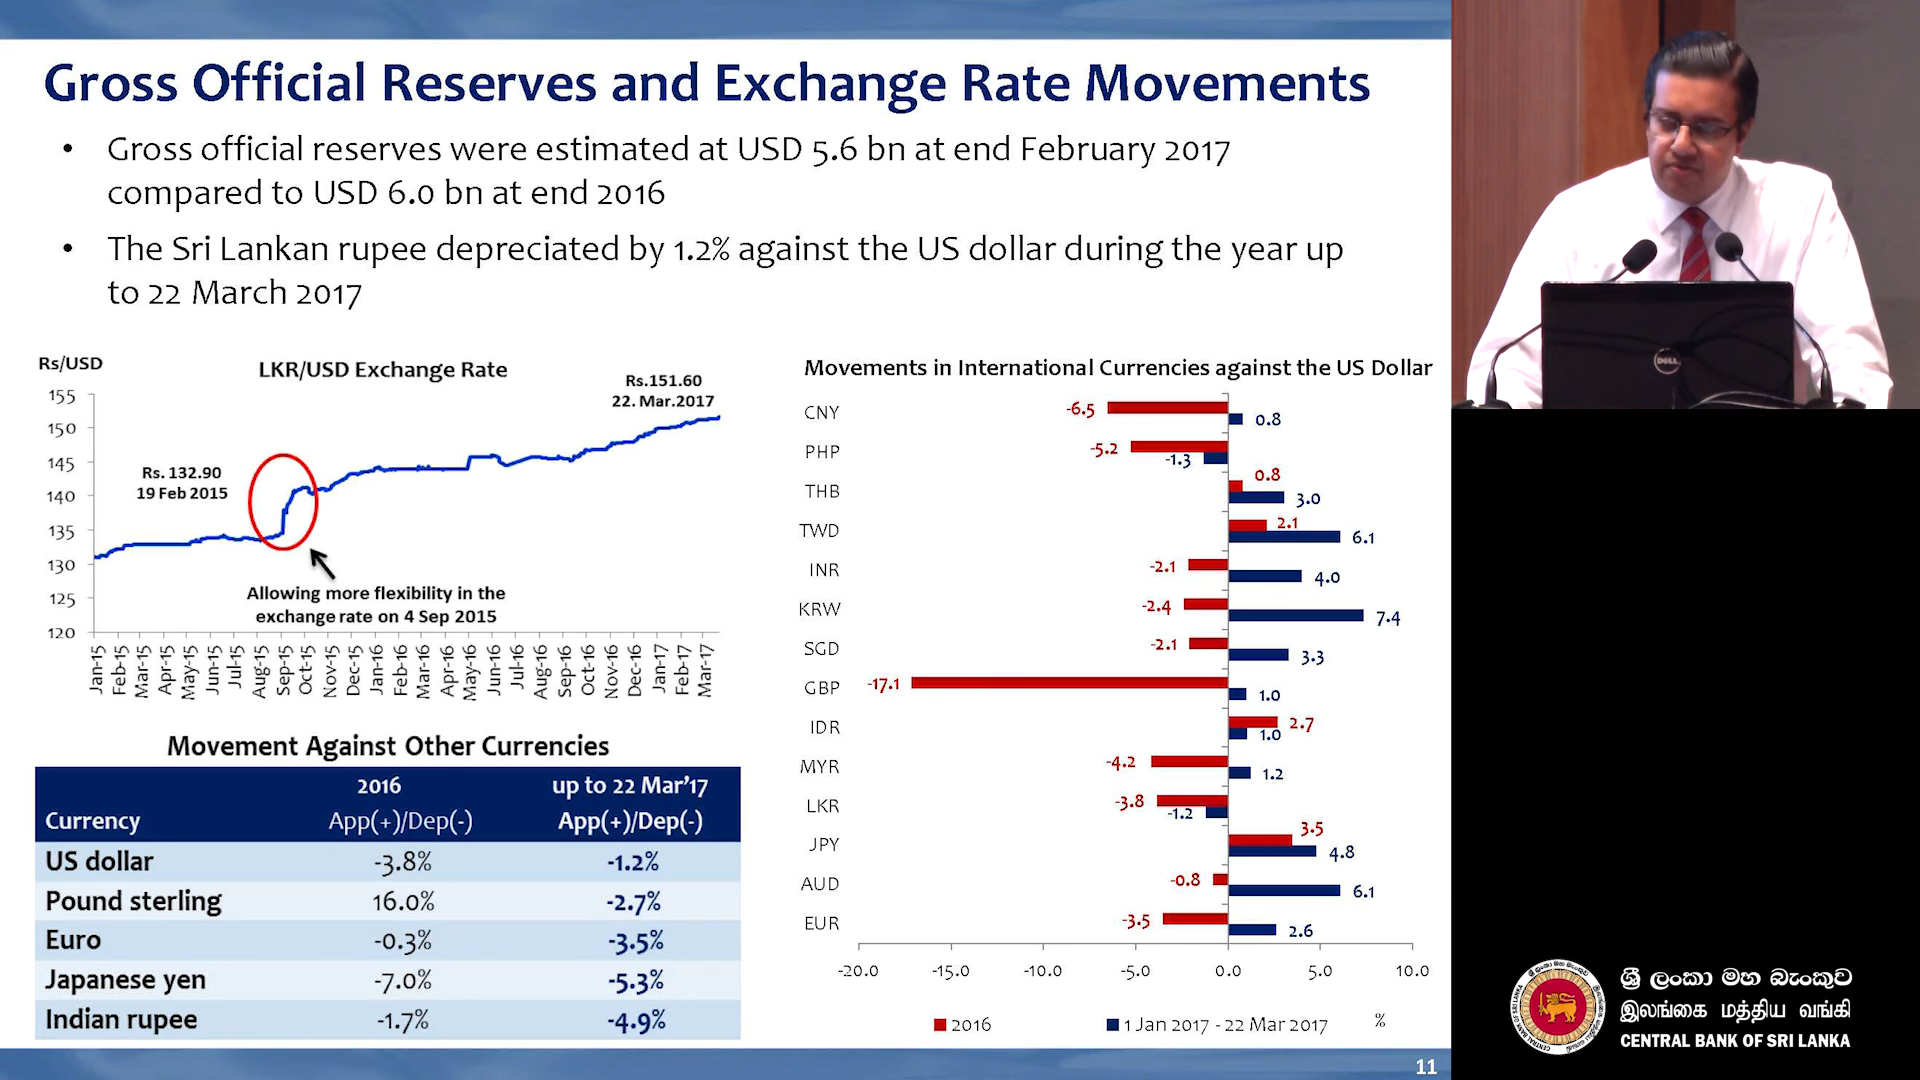 Gross Official Reserves and Exchange Rate Movements
• Gross official reserves were estimated at USD 5.6 bn at end February 2017
compared to USD 6.0 bn at end 2016
• The Sri Lankan rupee depreciated by 1.2% against the US dollar during the year up
to 22 March 2017
Rs/USD
LKR/USD Exchange Rate
Rs.151.60
22. Mar.2017
155
150
145
140
135
130
125
120
Rs. 132.90
19 Feb 2015
Allowing more flexibility in the
exchange rate on 4 Sep 2015
Jan-15 Feb-15 Mar-15 Apr-15 May-15 Jun-15 Jul-15 Aug-15 Sep-15 Oct-15 Nov-15 Dec-15 Jan-16 Feb-16 Mar-16 Apr-16 May-16 Jun-16 Jul-16 Aug-16 Sep-16 Oct-16 Nov-16 Dec-16 Jan-17 Feb-17 Mar-17
Movement Against Other Currencies
2016 up to 22 Mar’17
Currency App(+)/Dep(-) App(+)/Dep(-)
US dollar -3.8% -1.2%
Pound sterling 16.0% -2.7%
Euro -0.3% -3.5%
Japanese yen -7.0% -5.3%
Indian rupee -1.7% -4.9%
Movements in International Currencies against the US Dollar
CNY -6.5 0.8
PHP -5.2 -1.3
THB 0.8 3.0
TWD 2.1 6.1
INR -2.1 4.0
KRW -2.4 7.4
SGD -2.1 3.3
GBP -17.1 1.0
IDR 2.7 1.0
MYR -4.2 1.2
LKR -3.8 -1.2
JPY 3.5 4.8
AUD -0.8 6.1
EUR -3.5 2.6
-20.0 -15.0 -10.0 -5.0 0.0 5.0 10.0
2016 1 Jan 2017 - 22 Mar 2017 %
11
DELL
ශ්‍රී ලංකා මහ බැංකුව
இலங்கை மத்திய வங்கி
CENTRAL BANK OF SRI LANKA